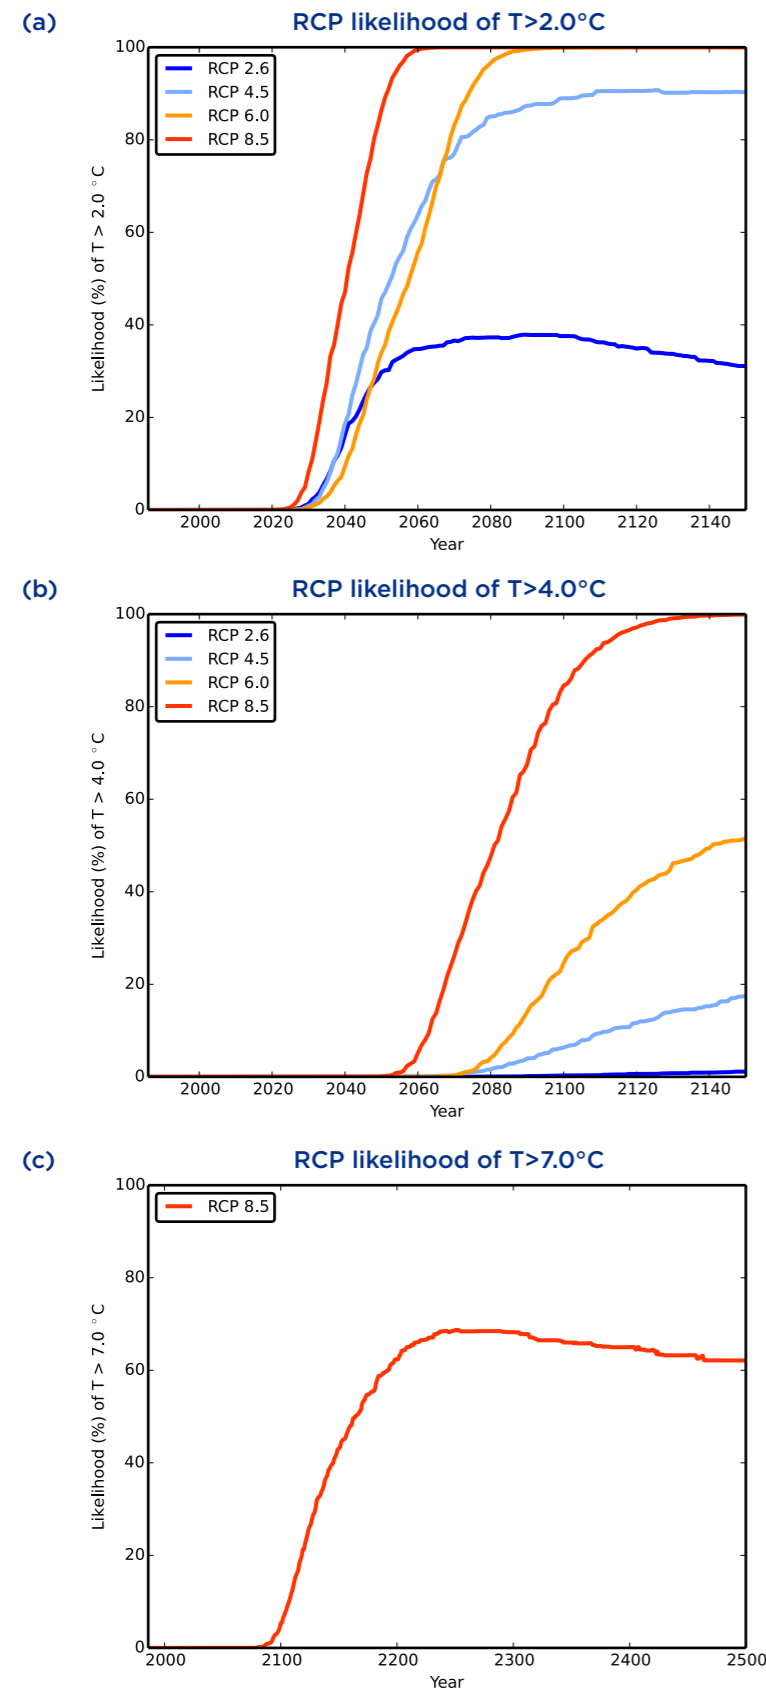 (a) RCP likelihood of T>2.0°C
100
80
60
40
20
0
Likelihood (%) of T > 2.0 °C
RCP 2.6
RCP 4.5
RCP 6.0
RCP 8.5
2000 2020 2040 2060 2080 2100 2120 2140
Year
(b) RCP likelihood of T>4.0°C
100
80
60
40
20
0
Likelihood (%) of T > 4.0 °C
RCP 2.6
RCP 4.5
RCP 6.0
RCP 8.5
2000 2020 2040 2060 2080 2100 2120 2140
Year
(c) RCP likelihood of T>7.0°C
100
80
60
40
20
0
Likelihood (%) of T > 7.0 °C
RCP 8.5
2000 2100 2200 2300 2400 2500
Year